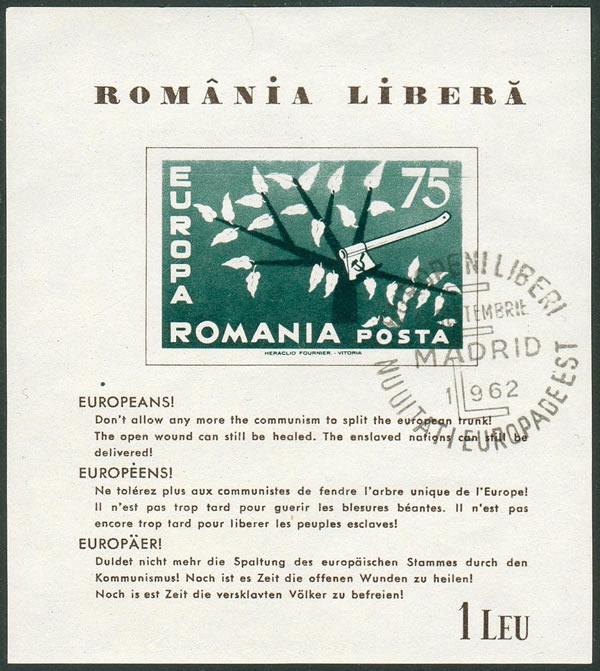 ROMÂNIA LIBERĂ
EUROPA
75
ROMANIA POSTA
HERACLIO FOURNIER. - VITORIA
LIBERI
MADRID
1962
NU UITATI EUROPA DE EST
EUROPEANS!
Don't allow any more the communism to split the european trunk!
The open wound can still be healed. The enslaved nations can still be
delivered!
EUROPÉENS!
Ne tolérez plus aux communistes de fendre l'arbre unique de l'Europe!
Il n'est pas trop tard pour guerir les blesures béantes. Il n'est pas
encore trop tard pour liberer les peuples esclaves!
EUROPÄER!
Duldet nicht mehr die Spaltung des europäischen Stammes durch den
Kommunismus! Noch ist es Zeit die offenen Wunden zu heilen!
Noch is est Zeit die versklavten Völker zu befreien!
1 LEU